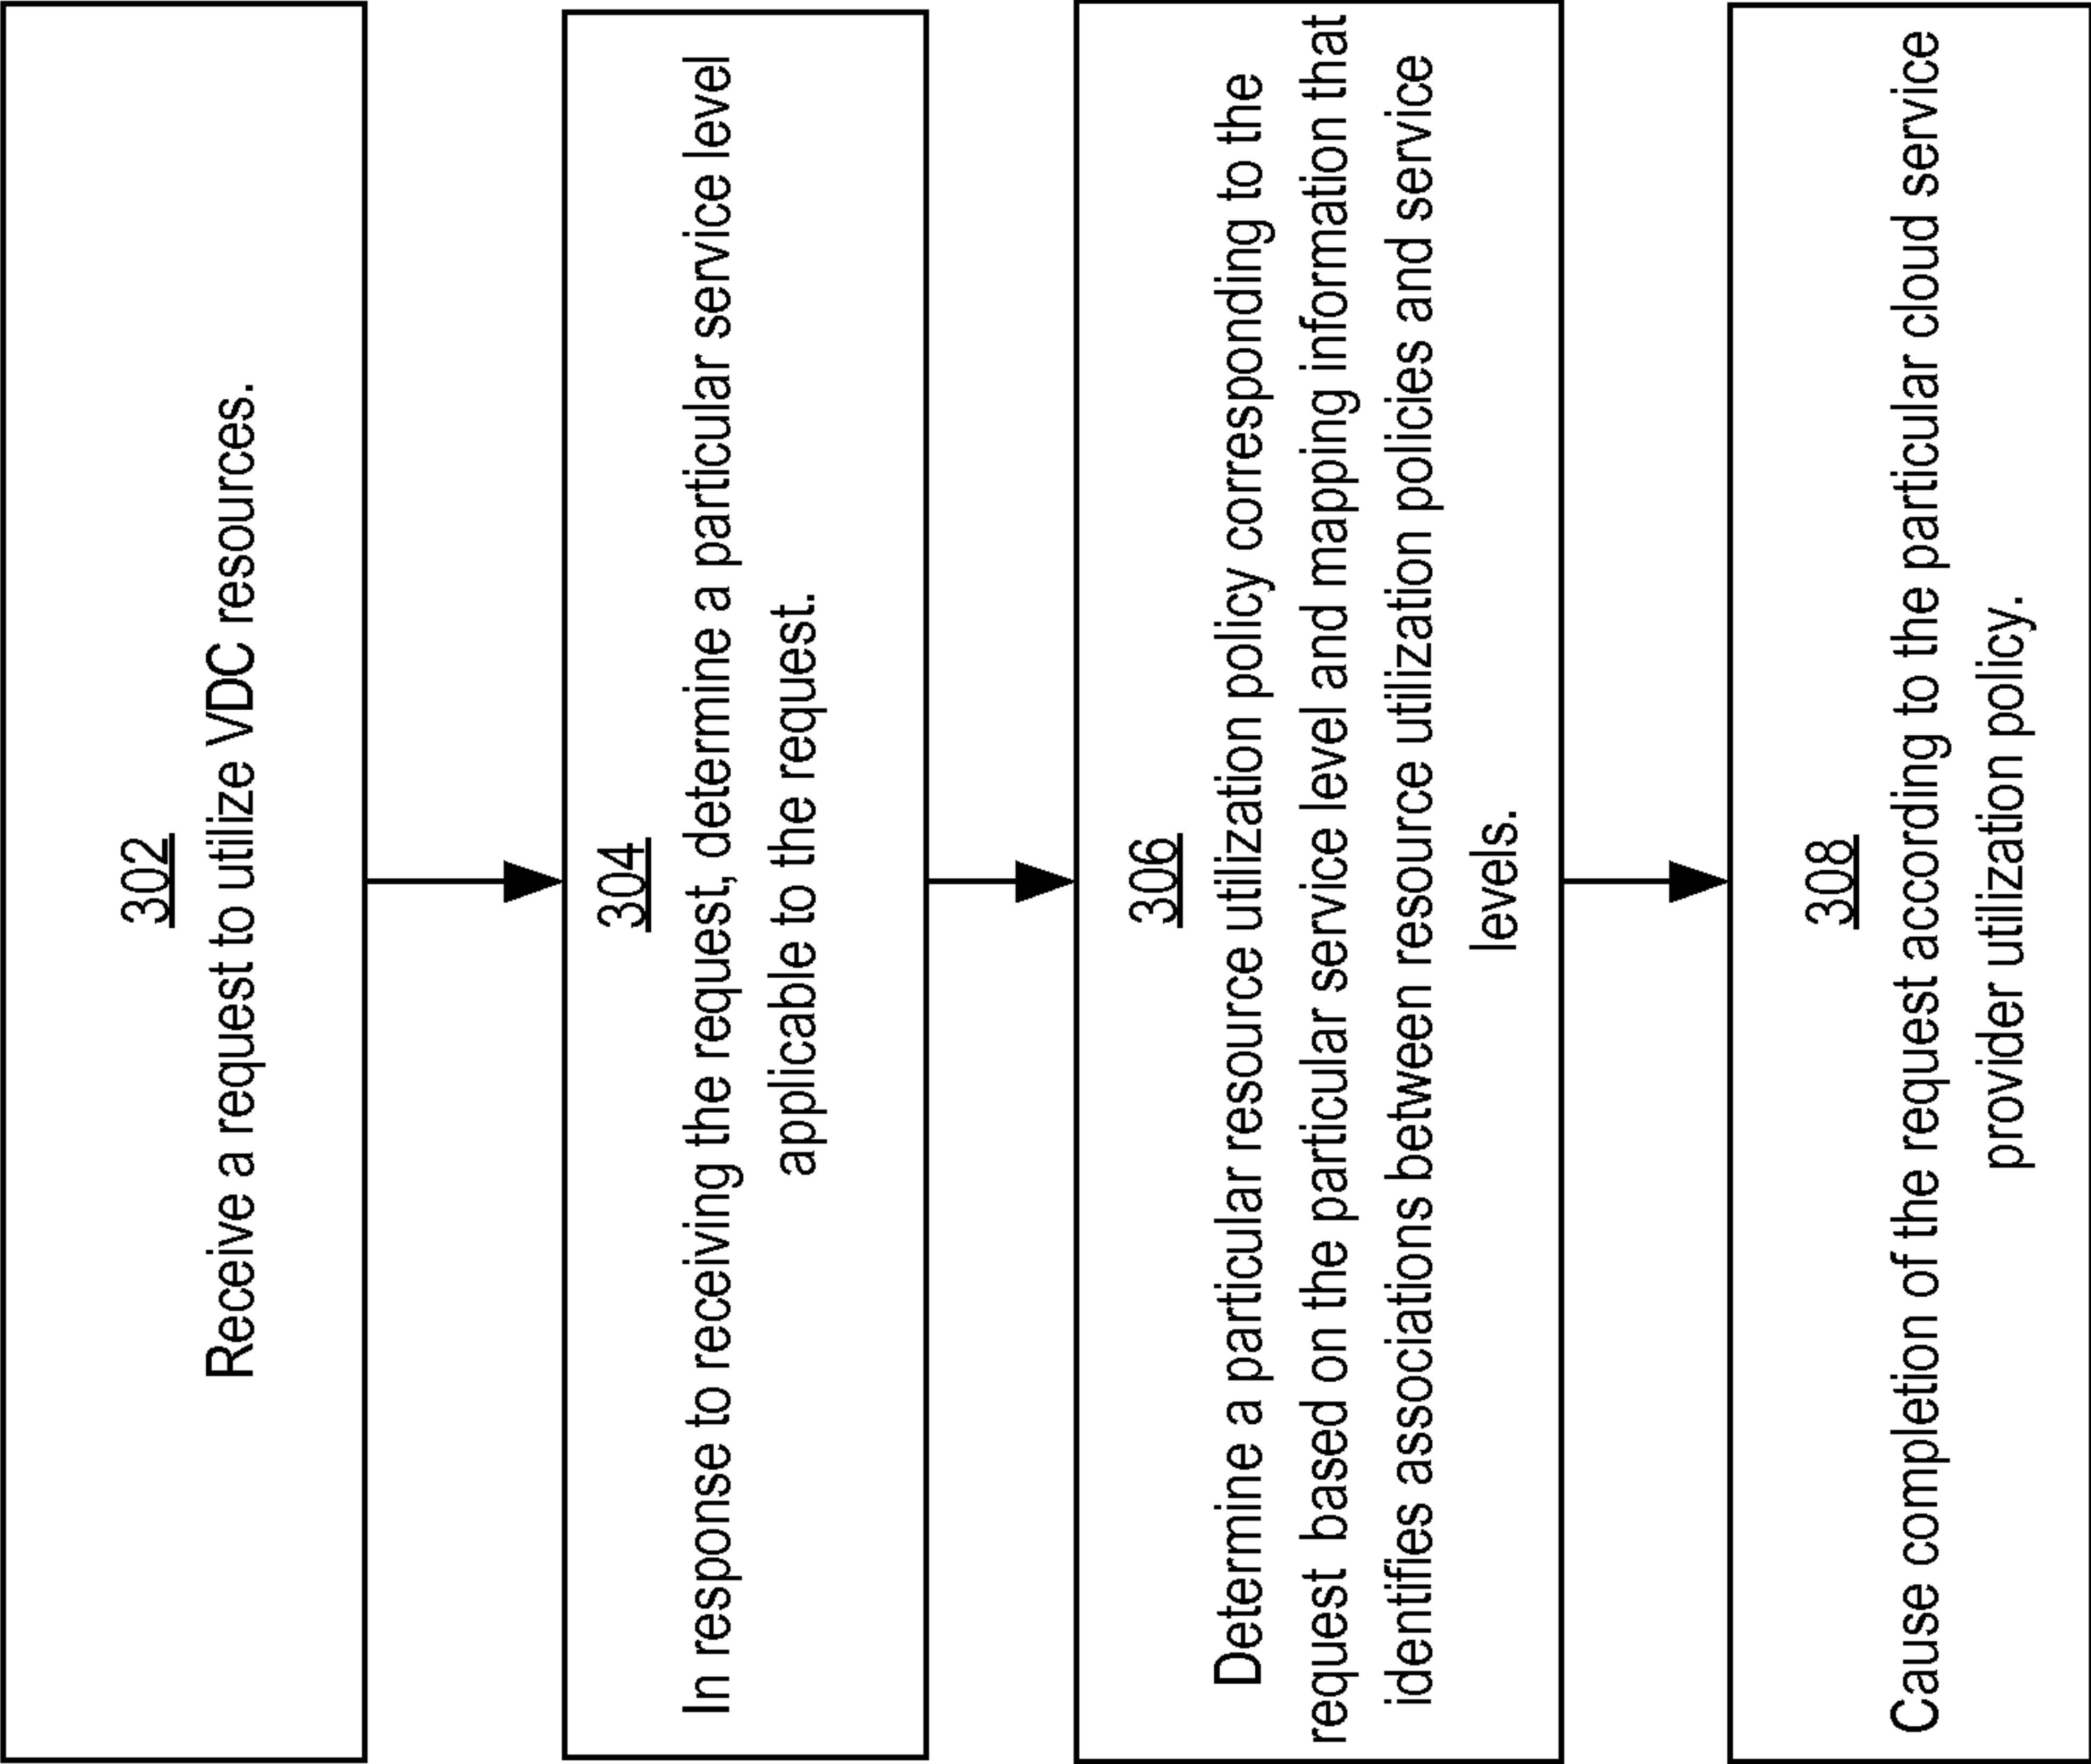 302
Receive a request to utilize VDC resources.
304
In response to receiving the request, determine a particular service level
applicable to the request.
306
Determine a particular resource utilization policy corresponding to the
request based on the particular service level and mapping information that
identifies associations between resource utilization policies and service
levels.
308
Cause completion of the request according to the particular cloud service
provider utilization policy.